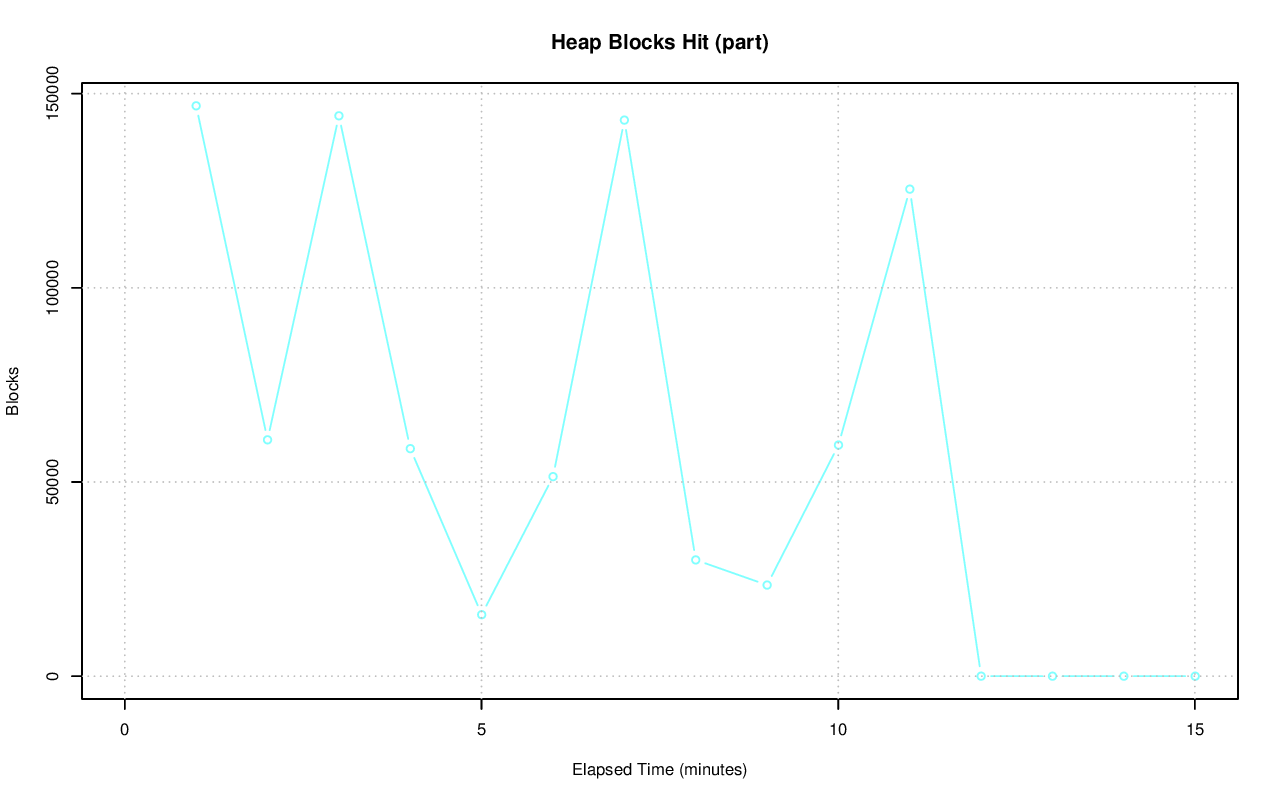 Heap Blocks Hit (part)
150000
100000
50000
0
Blocks
0 5 10 15
Elapsed Time (minutes)